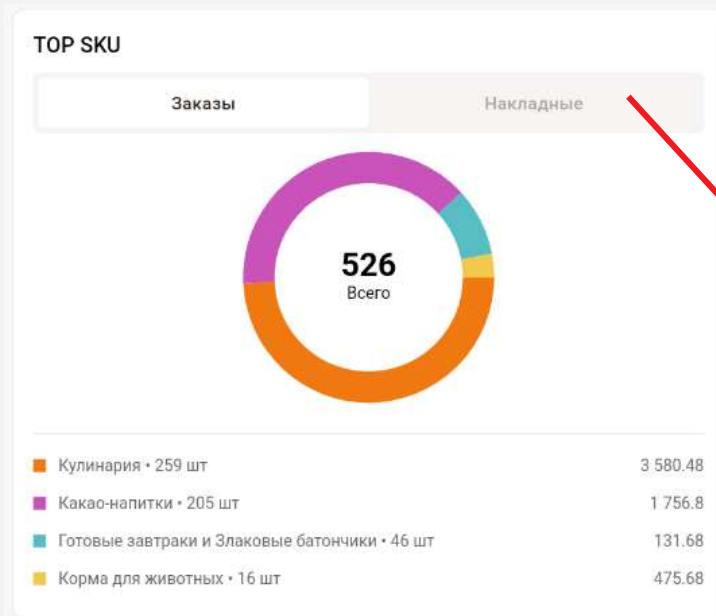 TOP SKU
Заказы Накладные
526
Всего
Кулинария • 259 шт 3 580.48
Какао-напитки • 205 шт 1 756.8
Готовые завтраки и Злаковые батончики • 46 шт 131.68
Корма для животных • 16 шт 475.68